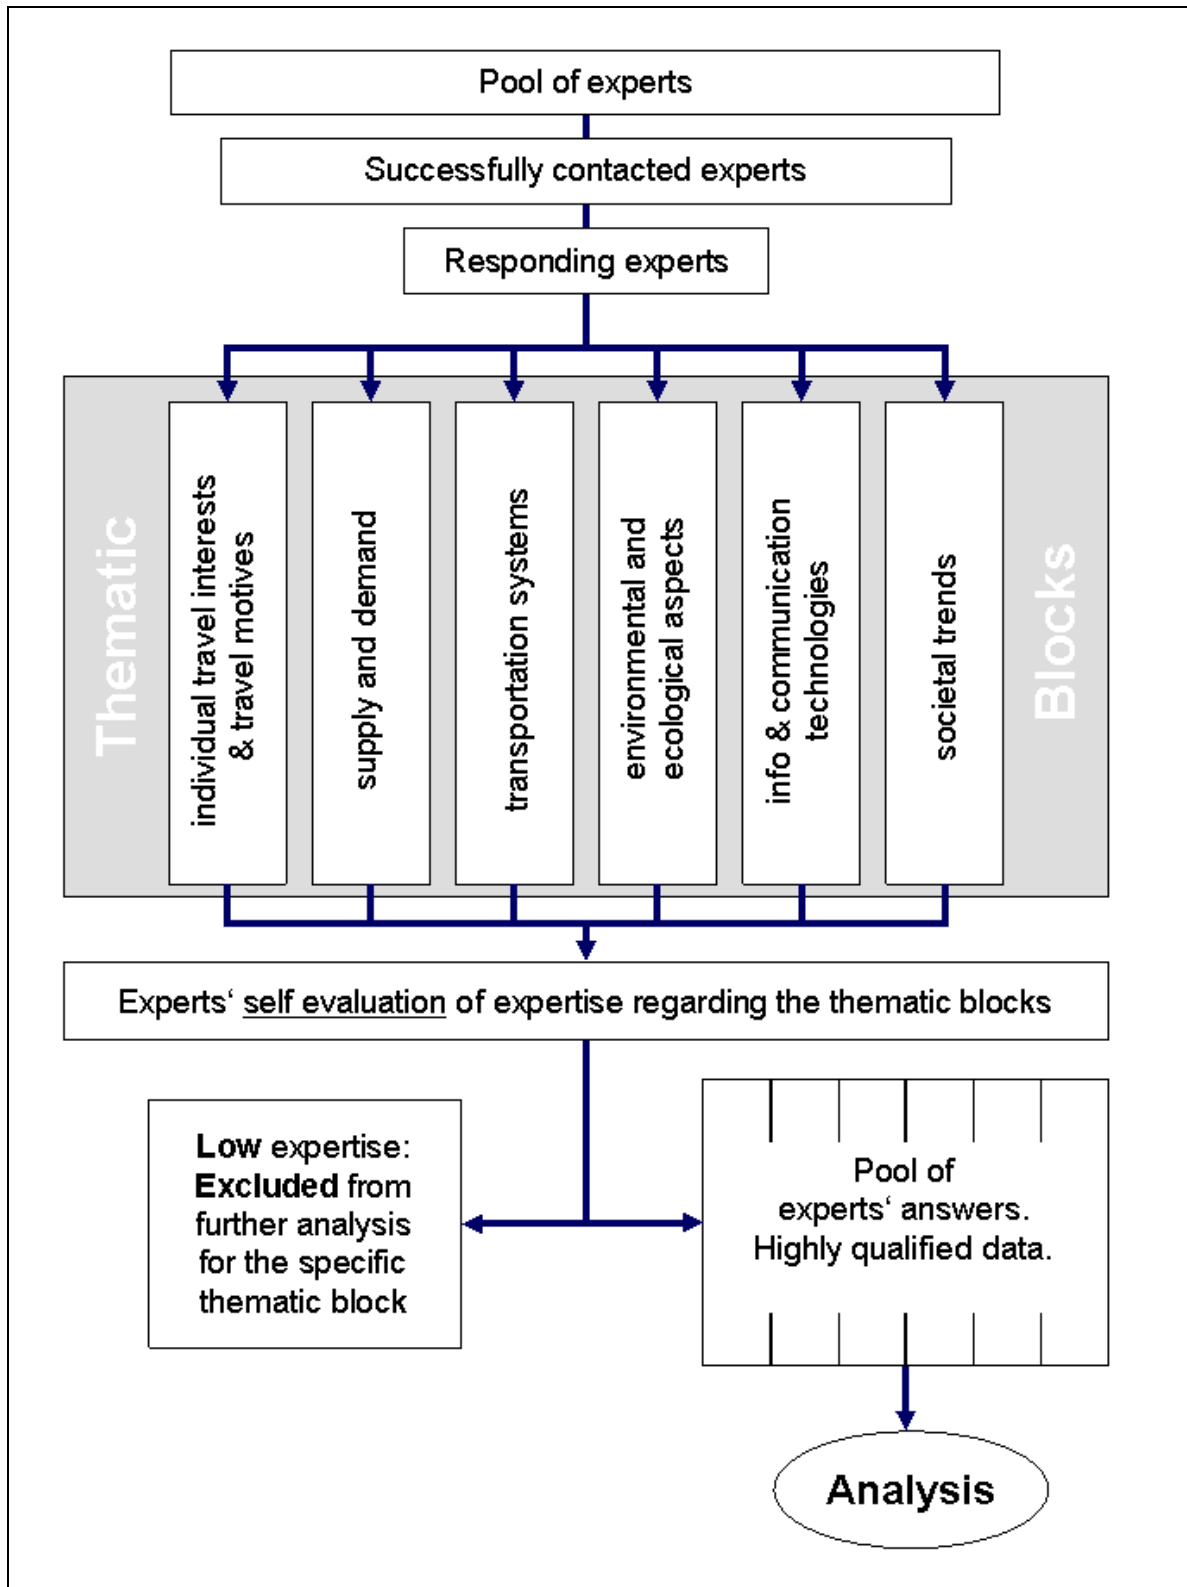 Pool of experts
Successfully contacted experts
Responding experts
Thematic
individual travel interests
& travel motives
supply and demand
transportation systems
environmental and
ecological aspects
info & communication
technologies
societal trends
Blocks
Experts‘ self evaluation of expertise regarding the thematic blocks
Low expertise:
Excluded from
further analysis
for the specific
thematic block
Pool of
experts‘ answers.
Highly qualified data.
Analysis